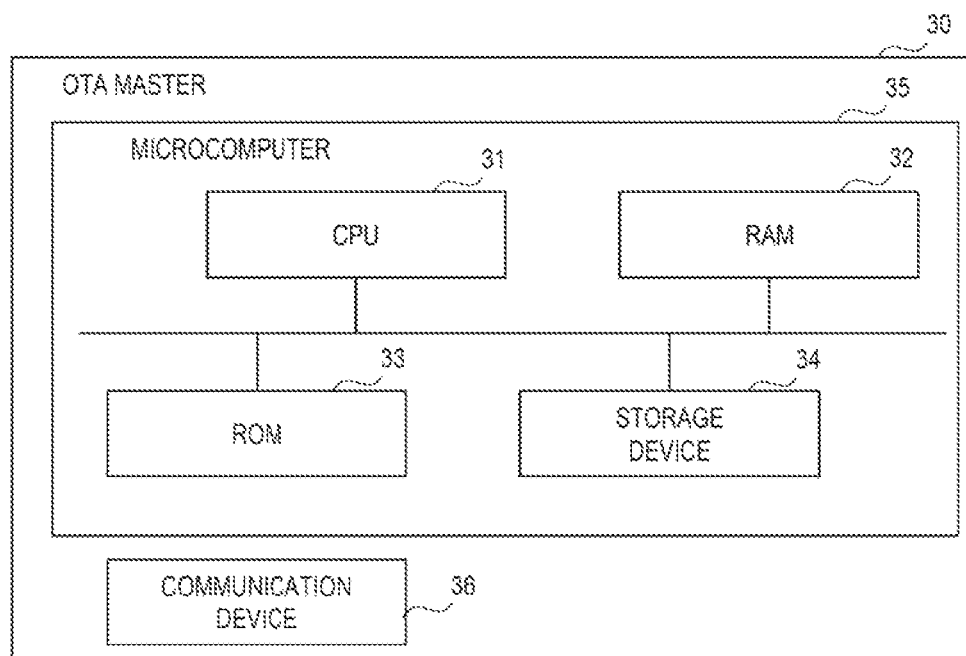 30
OTA MASTER
35
MICROCOMPUTER
31
32
CPU
RAM
33
34
ROM
STORAGE
DEVICE
COMMUNICATION
DEVICE
36